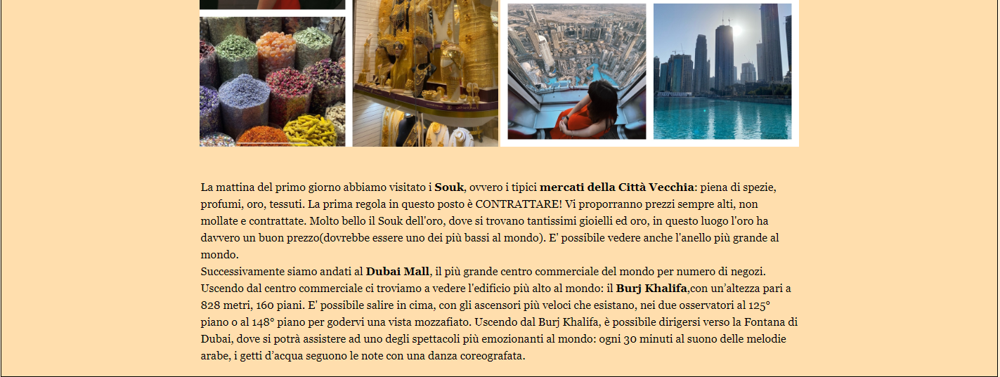 La mattina del primo giorno abbiamo visitato i Souk, ovvero i tipici mercati della Città Vecchia: piena di spezie,
profumi, oro, tessuti. La prima regola in questo posto è CONTRATTARE! Vi proporranno prezzi sempre alti, non
mollate e contrattate. Molto bello il Souk dell'oro, dove si trovano tantissimi gioielli ed oro, in questo luogo l'oro ha
davvero un buon prezzo(dovrebbe essere uno dei più bassi al mondo). E' possibile vedere anche l'anello più grande al
mondo.
Successivamente siamo andati al Dubai Mall, il più grande centro commerciale del mondo per numero di negozi.
Uscendo dal centro commerciale ci troviamo a vedere l'edificio più alto al mondo: il Burj Khalifa,con un’altezza pari a
828 metri, 160 piani. E' possibile salire in cima, con gli ascensori più veloci che esistano, nei due osservatori al 125°
piano o al 148° piano per godervi una vista mozzafiato. Uscendo dal Burj Khalifa, è possibile dirigersi verso la Fontana di
Dubai, dove si potrà assistere ad uno degli spettacoli più emozionanti al mondo: ogni 30 minuti al suono delle melodie
arabe, i getti d’acqua seguono le note con una danza coreografata.